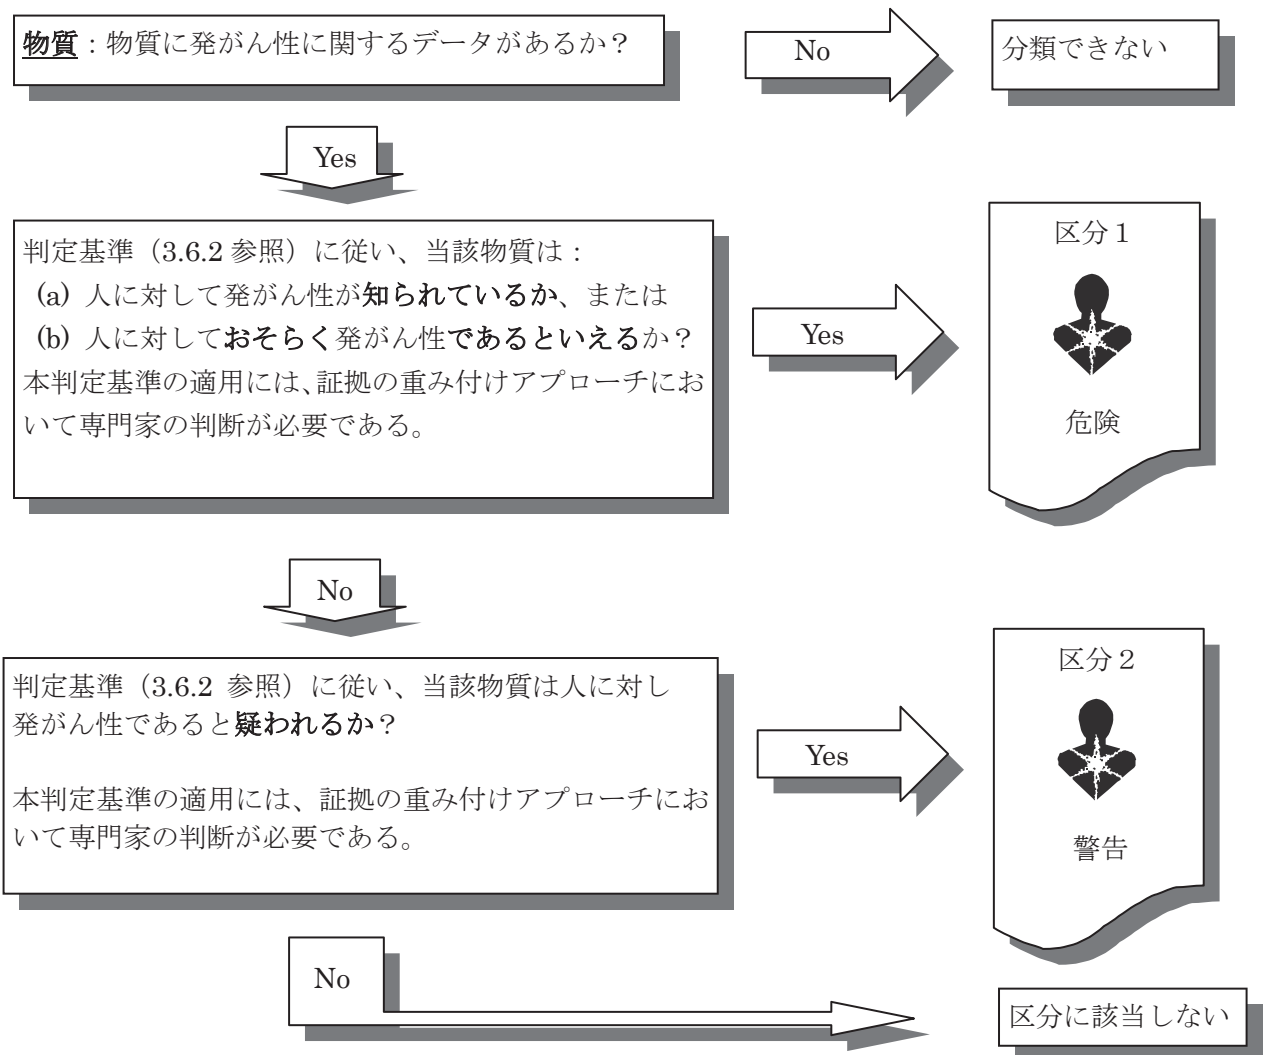 物質：物質に発がん性に関するデータがあるか？
No
分類できない
Yes
判定基準（3.6.2 参照）に従い、当該物質は：
(a) 人に対して発がん性が知られているか、または
(b) 人に対しておそらく発がん性であるといえるか？
本判定基準の適用には、証拠の重み付けアプローチにお
いて専門家の判断が必要である。
Yes
区分１
危険
No
判定基準（3.6.2 参照）に従い、当該物質は人に対し
発がん性であると疑われるか？
本判定基準の適用には、証拠の重み付けアプローチにお
いて専門家の判断が必要である。
Yes
区分２
警告
No
区分に該当しない